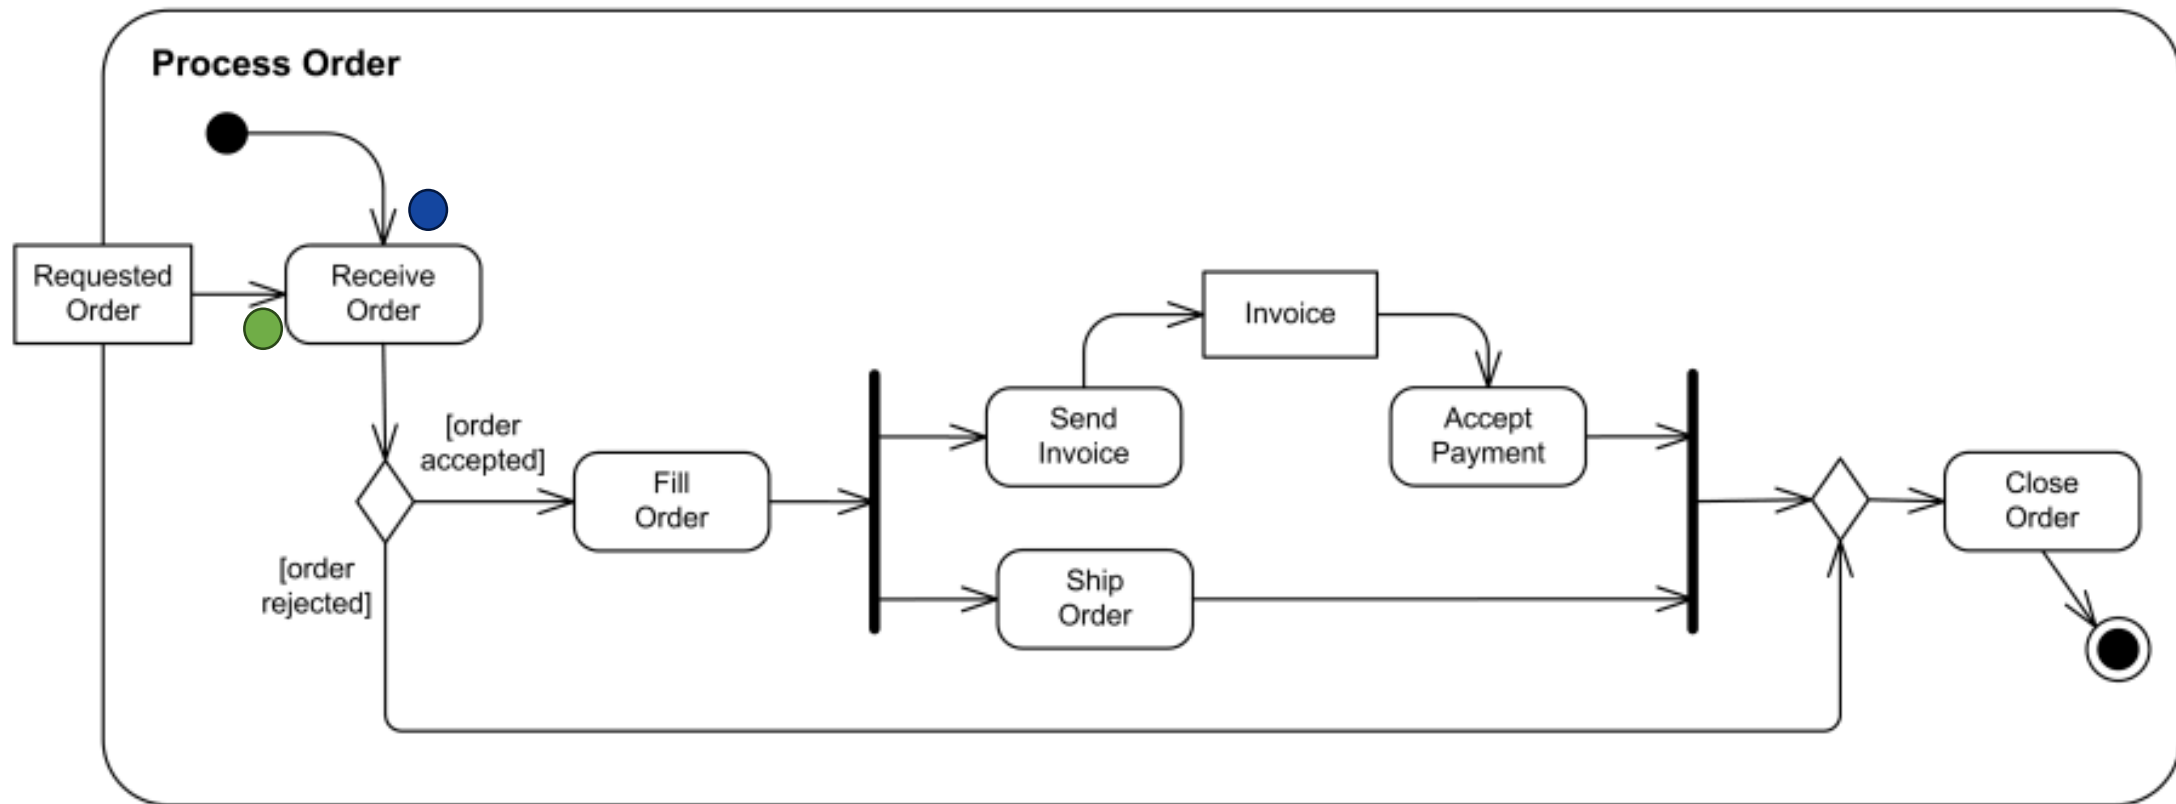 Process Order
Requested
Order
Receive
Order
[order
accepted]
[order
rejected]
Fill
Order
Send
Invoice
Invoice
Accept
Payment
Ship
Order
Close
Order